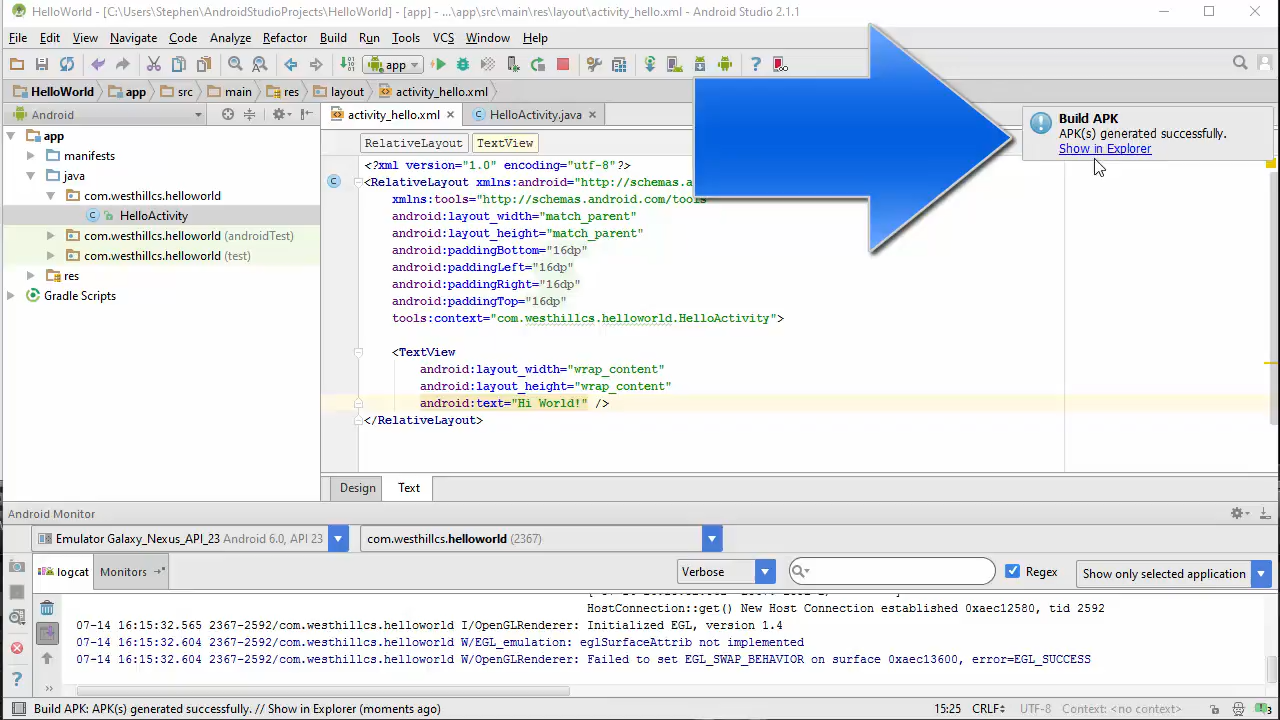 HelloWorld - [C:\Users\Stephen\AndroidStudioProjects\HelloWorld] - [app] - ...\app\src\main\res\layout\activity_hello.xml - Android Studio 2.1.1
File Edit View Navigate Code Analyze Refactor Build Run Tools VCS Window Help
app
HelloWorld app src main res layout activity_hello.xml
Android
activity_hello.xml HelloActivity.java
Build APK
APK(s) generated successfully.
Show in Explorer
app
manifests
java
com.westhillcs.helloworld
HelloActivity
com.westhillcs.helloworld (androidTest)
com.westhillcs.helloworld (test)
res
Gradle Scripts
RelativeLayout TextView
<?xml version="1.0" encoding="utf-8"?>
<RelativeLayout xmlns:android="http://schemas.a
xmlns:tools="http://schemas.android.com/tools"
android:layout_width="match_parent"
android:layout_height="match_parent"
android:paddingBottom="16dp"
android:paddingLeft="16dp"
android:paddingRight="16dp"
android:paddingTop="16dp"
tools:context="com.westhillcs.helloworld.HelloActivity">
<TextView
android:layout_width="wrap_content"
android:layout_height="wrap_content"
android:text="Hi World!" />
</RelativeLayout>
Design Text
Android Monitor
Emulator Galaxy_Nexus_API_23 Android 6.0, API 23 com.westhillcs.helloworld (2367)
logcat Monitors Verbose Regex Show only selected application
HostConnection::get() New Host Connection established 0xaec12580, tid 2592
07-14 16:15:32.565 2367-2592/com.westhillcs.helloworld I/OpenGLRenderer: Initialized EGL, version 1.4
07-14 16:15:32.604 2367-2592/com.westhillcs.helloworld W/EGL_emulation: eglSurfaceAttrib not implemented
07-14 16:15:32.604 2367-2592/com.westhillcs.helloworld W/OpenGLRenderer: Failed to set EGL_SWAP_BEHAVIOR on surface 0xaec13600, error=EGL_SUCCESS
Build APK: APK(s) generated successfully. // Show in Explorer (moments ago) 15:25 CRLF UTF-8 Context: <no context> 3